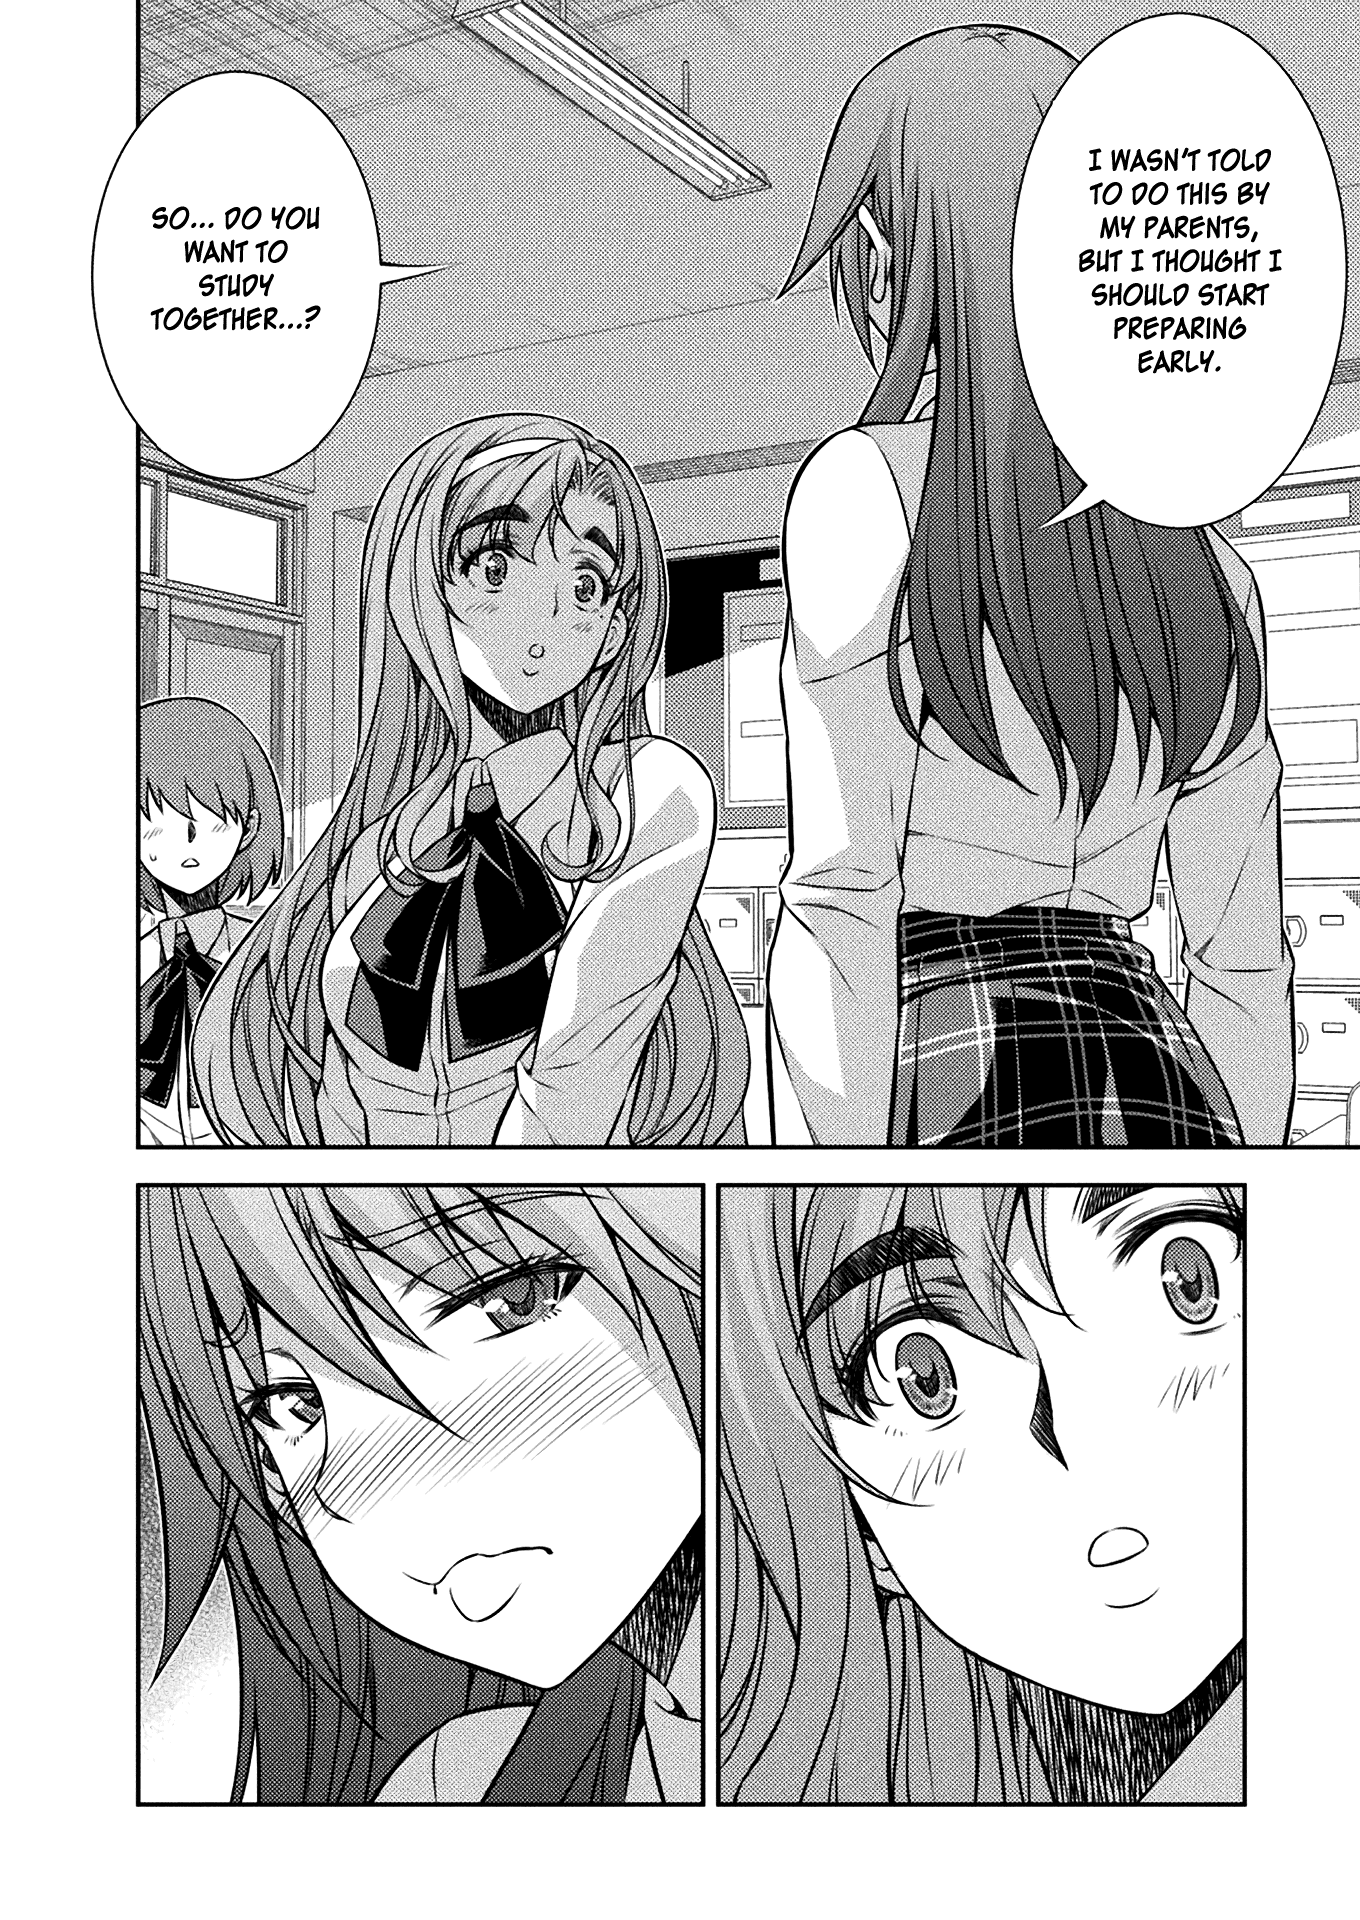 I WASN'T TOLD
TO DO THIS BY
MY PARENTS,
BUT I THOUGHT I
SHOULD START
PREPARING
EARLY.
SO... DO YOU
WANT TO
STUDY
TOGETHER...?